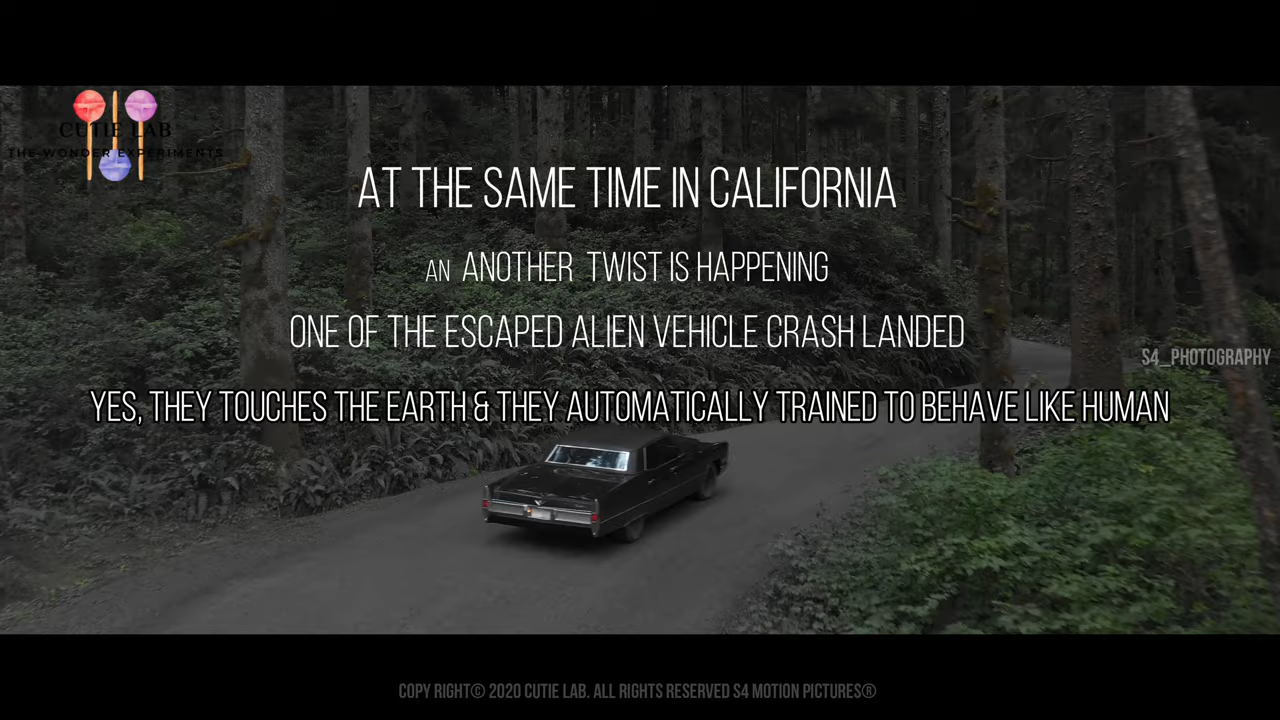 CUTIE LAB
THE WONDER EXPERIMENTS
AT THE SAME TIME IN CALIFORNIA
AN ANOTHER TWIST IS HAPPENING
ONE OF THE ESCAPED ALIEN VEHICLE CRASH LANDED
S4_PHOTOGRAPHY
YES, THEY TOUCHES THE EARTH & THEY AUTOMATICALLY TRAINED TO BEHAVE LIKE HUMAN
COPY RIGHT© 2020 CUTIE LAB. ALL RIGHTS RESERVED S4 MOTION PICTURES®